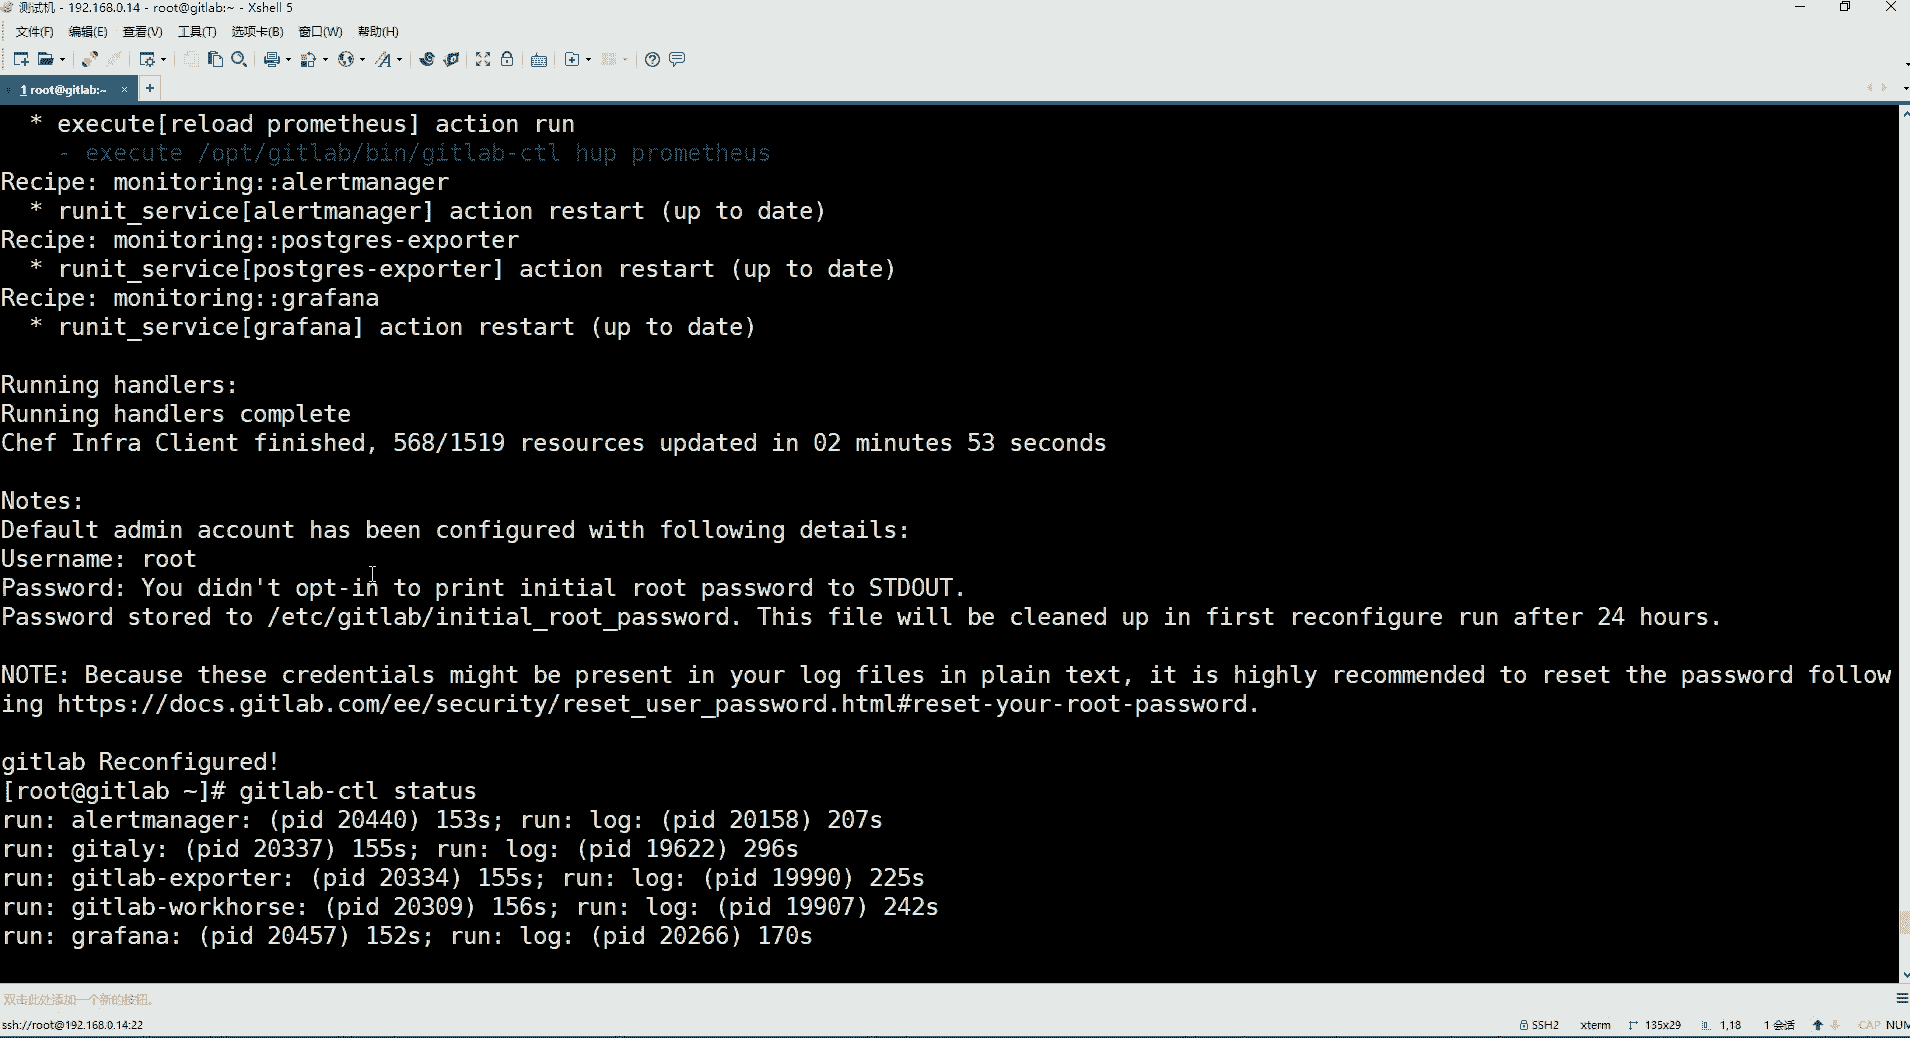 测试机 - 192.168.0.14 - root@gitlab:~ - Xshell 5
文件(F) 编辑(E) 查看(V) 工具(T) 选项卡(B) 窗口(W) 帮助(H)
1 root@gitlab:~ × +
* execute[reload prometheus] action run
- execute /opt/gitlab/bin/gitlab-ctl hup prometheus
Recipe: monitoring::alertmanager
* runit_service[alertmanager] action restart (up to date)
Recipe: monitoring::postgres-exporter
* runit_service[postgres-exporter] action restart (up to date)
Recipe: monitoring::grafana
* runit_service[grafana] action restart (up to date)
Running handlers:
Running handlers complete
Chef Infra Client finished, 568/1519 resources updated in 02 minutes 53 seconds
Notes:
Default admin account has been configured with following details:
Username: root
Password: You didn't opt-in to print initial root password to STDOUT.
Password stored to /etc/gitlab/initial_root_password. This file will be cleaned up in first reconfigure run after 24 hours.
NOTE: Because these credentials might be present in your log files in plain text, it is highly recommended to reset the password follow
ing https://docs.gitlab.com/ee/security/reset_user_password.html#reset-your-root-password.
gitlab Reconfigured!
[root@gitlab ~]# gitlab-ctl status
run: alertmanager: (pid 20440) 153s; run: log: (pid 20158) 207s
run: gitaly: (pid 20337) 155s; run: log: (pid 19622) 296s
run: gitlab-exporter: (pid 20334) 155s; run: log: (pid 19990) 225s
run: gitlab-workhorse: (pid 20309) 156s; run: log: (pid 19907) 242s
run: grafana: (pid 20457) 152s; run: log: (pid 20266) 170s
双击此处添加一个新的按钮。
ssh://root@192.168.0.14:22 SSH2 xterm 135x29 1,18 1 会话 CAP NUM